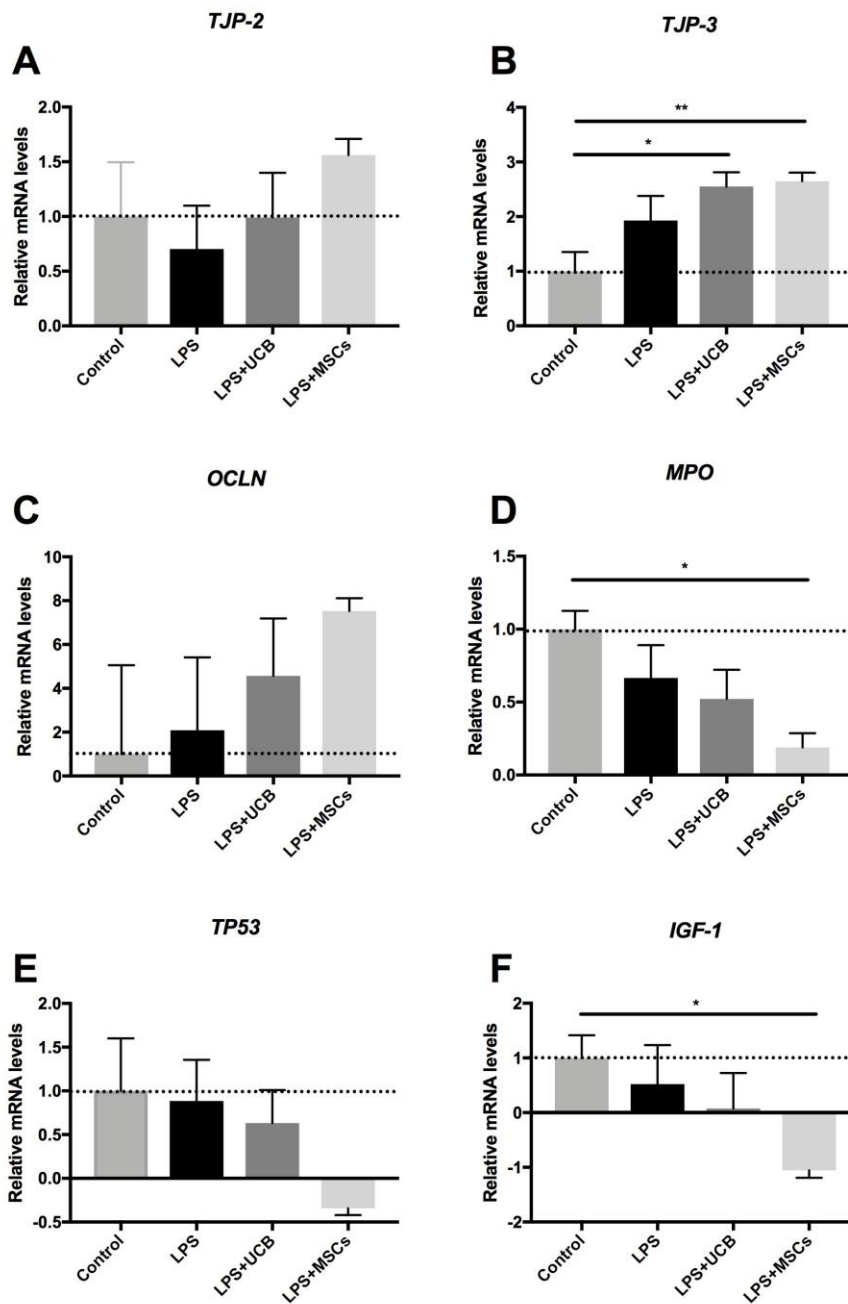 TJP-2
A
Relative mRNA levels
2.0
1.5
1.0
0.5
0.0
Control
LPS
LPS+UCB
LPS+MSCs
TJP-3
B
Relative mRNA levels
4
3
2
1
0
**
*
Control
LPS
LPS+UCB
LPS+MSCs
OCLN
C
Relative mRNA levels
10
8
6
4
2
0
Control
LPS
LPS+UCB
LPS+MSCs
MPO
D
Relative mRNA levels
1.5
1.0
0.5
0.0
*
Control
LPS
LPS+UCB
LPS+MSCs
TP53
E
Relative mRNA levels
2.0
1.5
1.0
0.5
0.0
-0.5
Control
LPS
LPS+UCB
LPS+MSCs
IGF-1
F
Relative mRNA levels
2
1
0
-1
-2
*
Control
LPS
LPS+UCB
LPS+MSCs